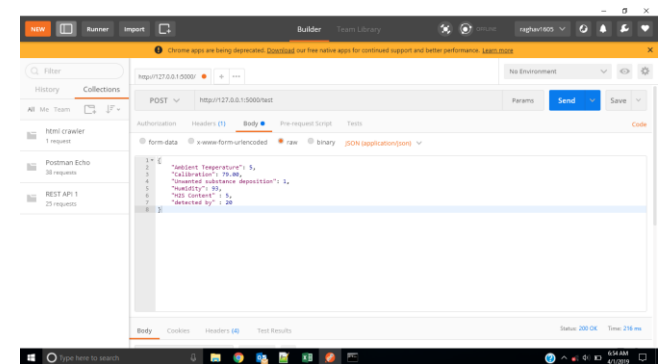 NEW Runner Import Builder Team Library OFFLINE raghav1605
Chrome apps are being deprecated. Download our free native apps for continued support and better performance. Learn more
Filter
History Collections
All Me Team
html crawler
1 request
Postman Echo
38 requests
REST API 1
25 requests
http://127.0.0.1:5000/
No Environment
POST http://127.0.0.1:5000/test Params Send Save
Authorization Headers (1) Body Pre-request Script Tests Code
form-data x-www-form-urlencoded raw binary JSON (application/json)
1 {
2 "Ambient Temperature": 5,
3 "Calibration": 79.00,
4 "Unwanted substance deposition": 1,
5 "Humidity": 93,
6 "H2S Content" : 5,
7 "detected by" : 20
8 }
Body Cookies Headers (4) Test Results Status: 200 OK Time: 216 ms
Type here to search
6:54 AM
4/1/2019